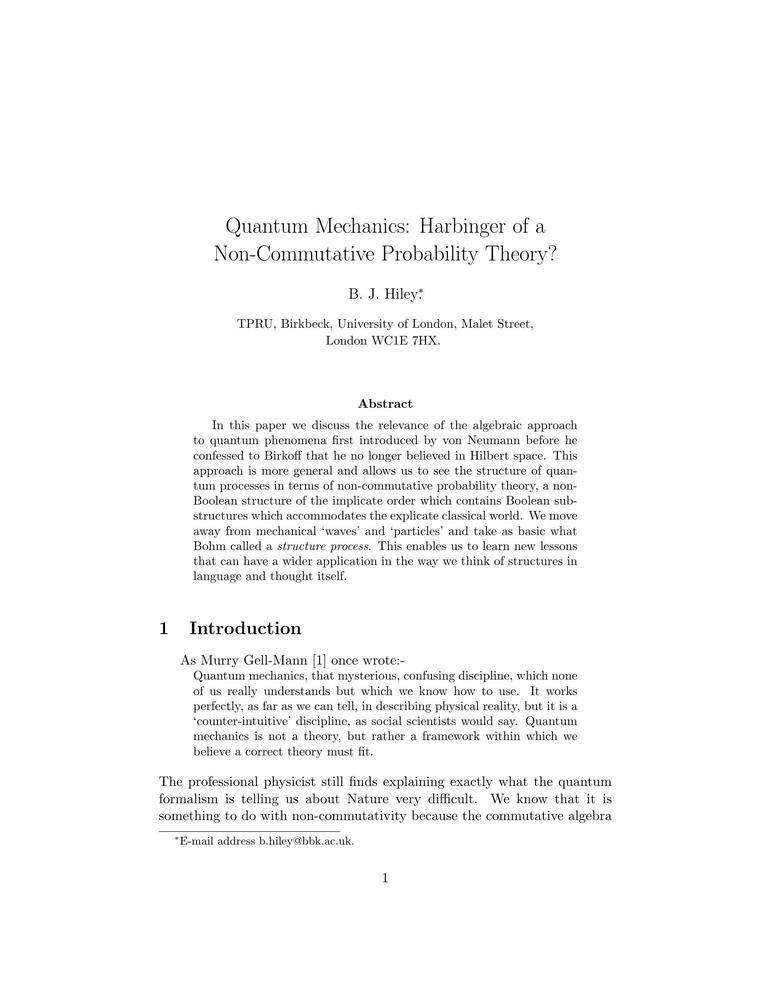 Quantum Mechanics: Harbinger of a
Non-Commutative Probability Theory?
B. J. Hiley.*
TPRU, Birkbeck, University of London, Malet Street,
London WC1E 7HX.
Abstract
In this paper we discuss the relevance of the algebraic approach
to quantum phenomena first introduced by von Neumann before he
confessed to Birkoff that he no longer believed in Hilbert space. This
approach is more general and allows us to see the structure of quan-
tum processes in terms of non-commutative probability theory, a non-
Boolean structure of the implicate order which contains Boolean sub-
structures which accommodates the explicate classical world. We move
away from mechanical ‘waves’ and ‘particles’ and take as basic what
Bohm called a structure process. This enables us to learn new lessons
that can have a wider application in the way we think of structures in
language and thought itself.
1 Introduction
As Murry Gell-Mann [1] once wrote:-
Quantum mechanics, that mysterious, confusing discipline, which none
of us really understands but which we know how to use. It works
perfectly, as far as we can tell, in describing physical reality, but it is a
‘counter-intuitive’ discipline, as social scientists would say. Quantum
mechanics is not a theory, but rather a framework within which we
believe a correct theory must fit.
The professional physicist still finds explaining exactly what the quantum
formalism is telling us about Nature very difficult. We know that it is
something to do with non-commutativity because the commutative algebra
*E-mail address b.hiley@bbk.ac.uk.
1